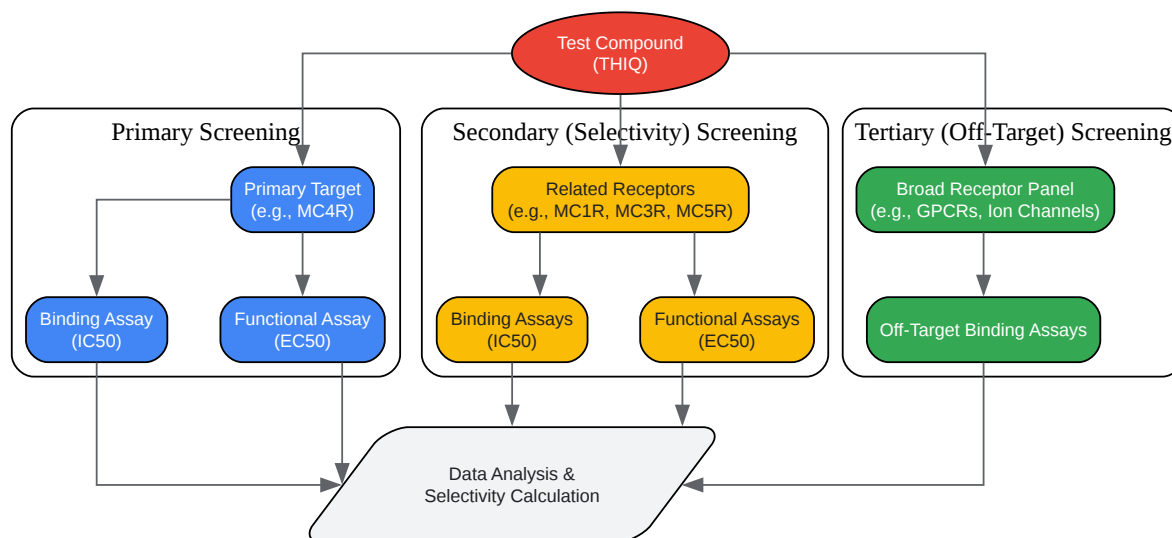 Test Compound
(THIQ)
Primary Screening
Secondary (Selectivity) Screening
Tertiary (Off-Target) Screening
Primary Target
(e.g., MC4R)
Related Receptors
(e.g., MC1R, MC3R, MC5R)
Broad Receptor Panel
(e.g., GPCRs, Ion Channels)
Binding Assay
(IC50)
Functional Assay
(EC50)
Binding Assays
(IC50)
Functional Assays
(EC50)
Off-Target Binding Assays
Data Analysis &
Selectivity Calculation